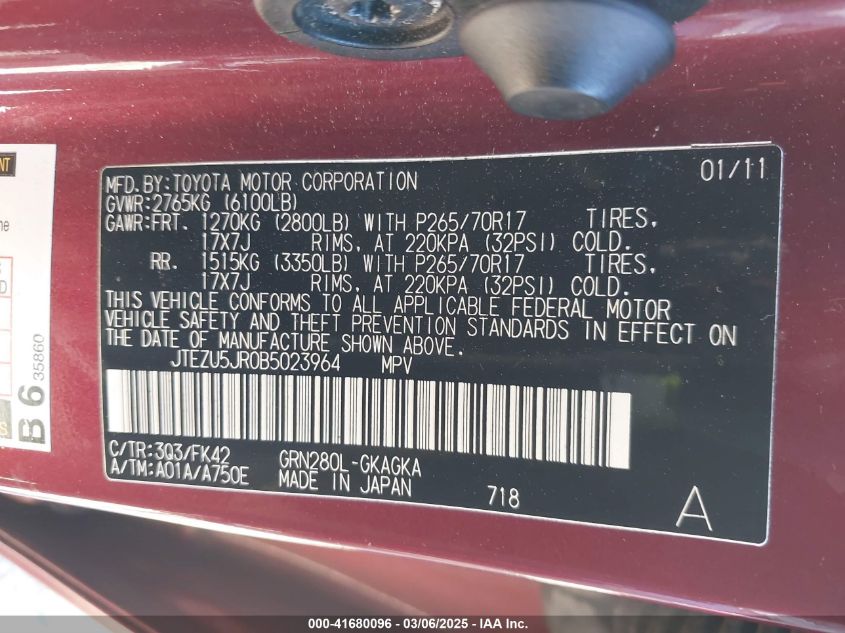 MFD. BY: TOYOTA MOTOR CORPORATION 01/11
GVWR: 2765KG (6100LB)
GAWR: FRT. 1270KG (2800LB) WITH P265/70R17 TIRES,
17X7J RIMS, AT 220KPA (32PSI) COLD.
RR. 1515KG (3350LB) WITH P265/70R17 TIRES,
17X7J RIMS, AT 220KPA (32PSI) COLD.
THIS VEHICLE CONFORMS TO ALL APPLICABLE FEDERAL MOTOR
VEHICLE SAFETY AND THEFT PREVENTION STANDARDS IN EFFECT ON
THE DATE OF MANUFACTURE SHOWN ABOVE.
JTEZU5JR0B5023964 MPV
C/TR: 3Q3/FK42 GRN280L-GKAGKA
A/TM: A01A/A750E MADE IN JAPAN 718 A
B6 35860
000-41680096 — 03/06/2025 — IAA Inc.